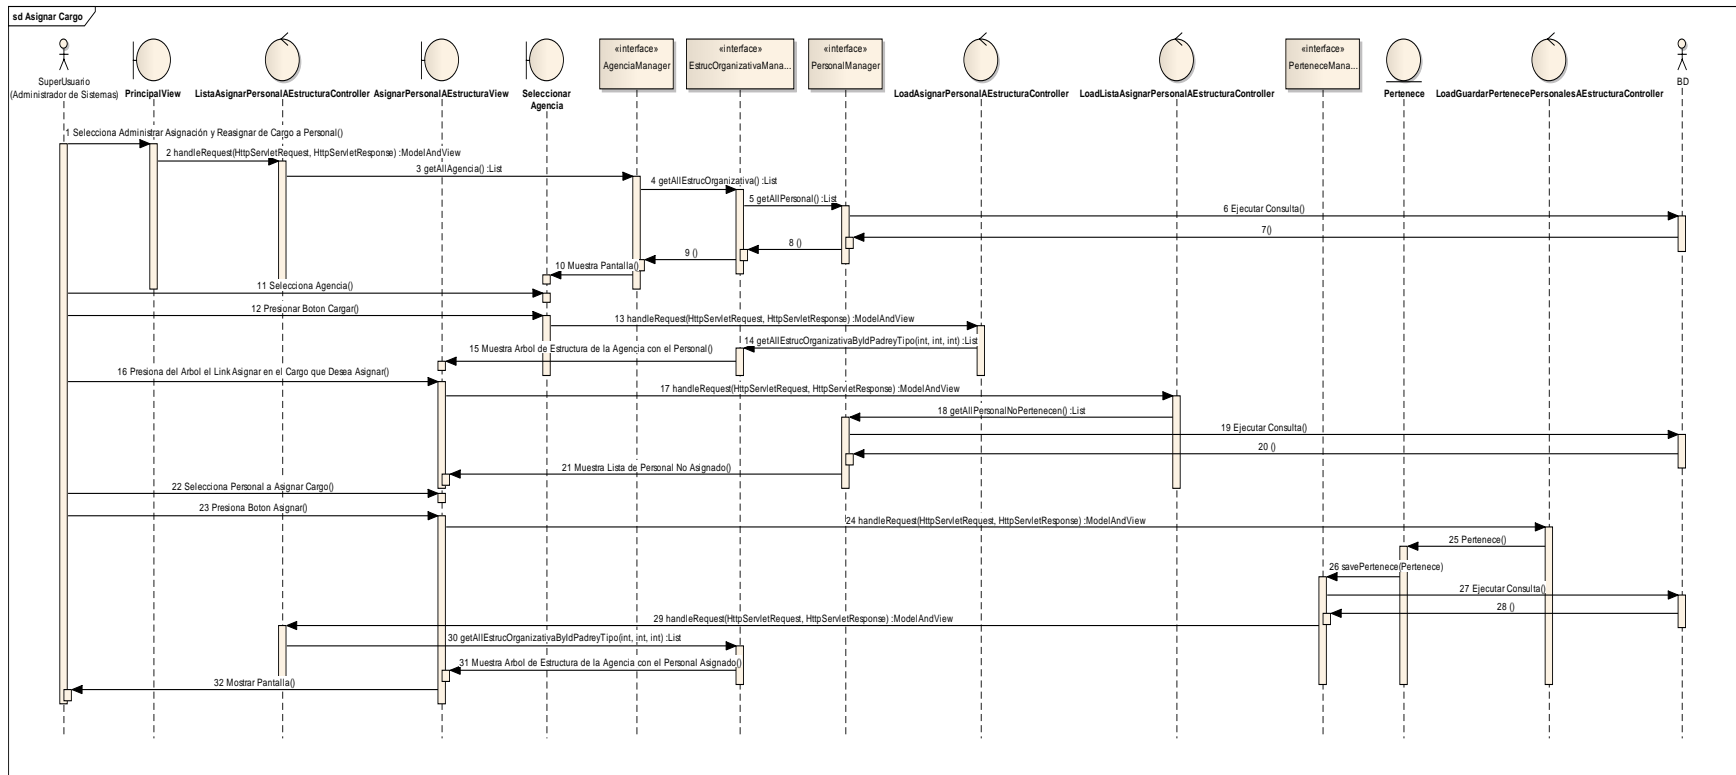 sd Asignar Cargo
«interface»
«interface»
«interface»
«interface»
AgenciaManager
EstrucOrganizativaMana...
PersonalManager
PerteneceMana...
SuperUsuario
(Administrador de Sistemas)
PrincipalView
ListaAsignarPersonalAEstructuraController
AsignarPersonalAEstructuraView
Seleccionar
Agencia
LoadAsignarPersonalAEstructuraController
LoadListaAsignarPersonalAEstructuraController
Pertenece
LoadGuardarPertenecePersonalesAEstructuraController
BD
1 Selecciona Administrar Asignación y Reasignar de Cargo a Personal()
2 handleRequest(HttpServletRequest, HttpServletResponse) :ModelAndView
3 getAllAgencia() :List
4 getAllEstrucOrganizativa() :List
5 getAllPersonal() :List
6 Ejecutar Consulta()
7()
8 ()
9 ()
10 Muestra Pantalla()
11 Selecciona Agencia()
12 Presionar Boton Cargar()
13 handleRequest(HttpServletRequest, HttpServletResponse) :ModelAndView
14 getAllEstrucOrganizativaByIdPadreyTipo(int, int, int) :List
15 Muestra Arbol de Estructura de la Agencia con el Personal()
16 Presiona del Arbol el Link Asignar en el Cargo que Desea Asignar()
17 handleRequest(HttpServletRequest, HttpServletResponse) :ModelAndView
18 getAllPersonalNoPertenecen() :List
19 Ejecutar Consulta()
20 ()
21 Muestra Lista de Personal No Asignado()
22 Selecciona Personal a Asignar Cargo()
23 Presiona Boton Asignar()
24 handleRequest(HttpServletRequest, HttpServletResponse) :ModelAndView
25 Pertenece()
26 savePertenece(Pertenece)
27 Ejecutar Consulta()
28 ()
29 handleRequest(HttpServletRequest, HttpServletResponse) :ModelAndView
30 getAllEstrucOrganizativaByIdPadreyTipo(int, int, int) :List
31 Muestra Arbol de Estructura de la Agencia con el Personal Asignado()
32 Mostrar Pantalla()